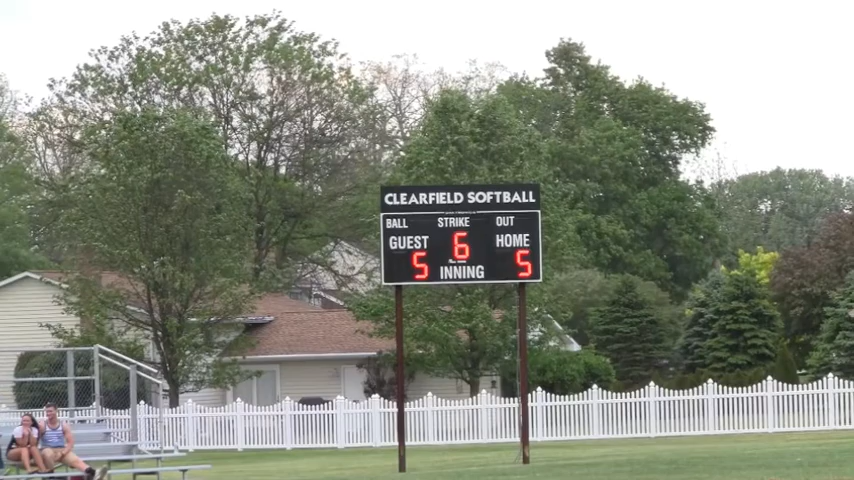 CLEARFIELD SOFTBALL
BALL STRIKE OUT
GUEST 6 HOME
5 INNING 5